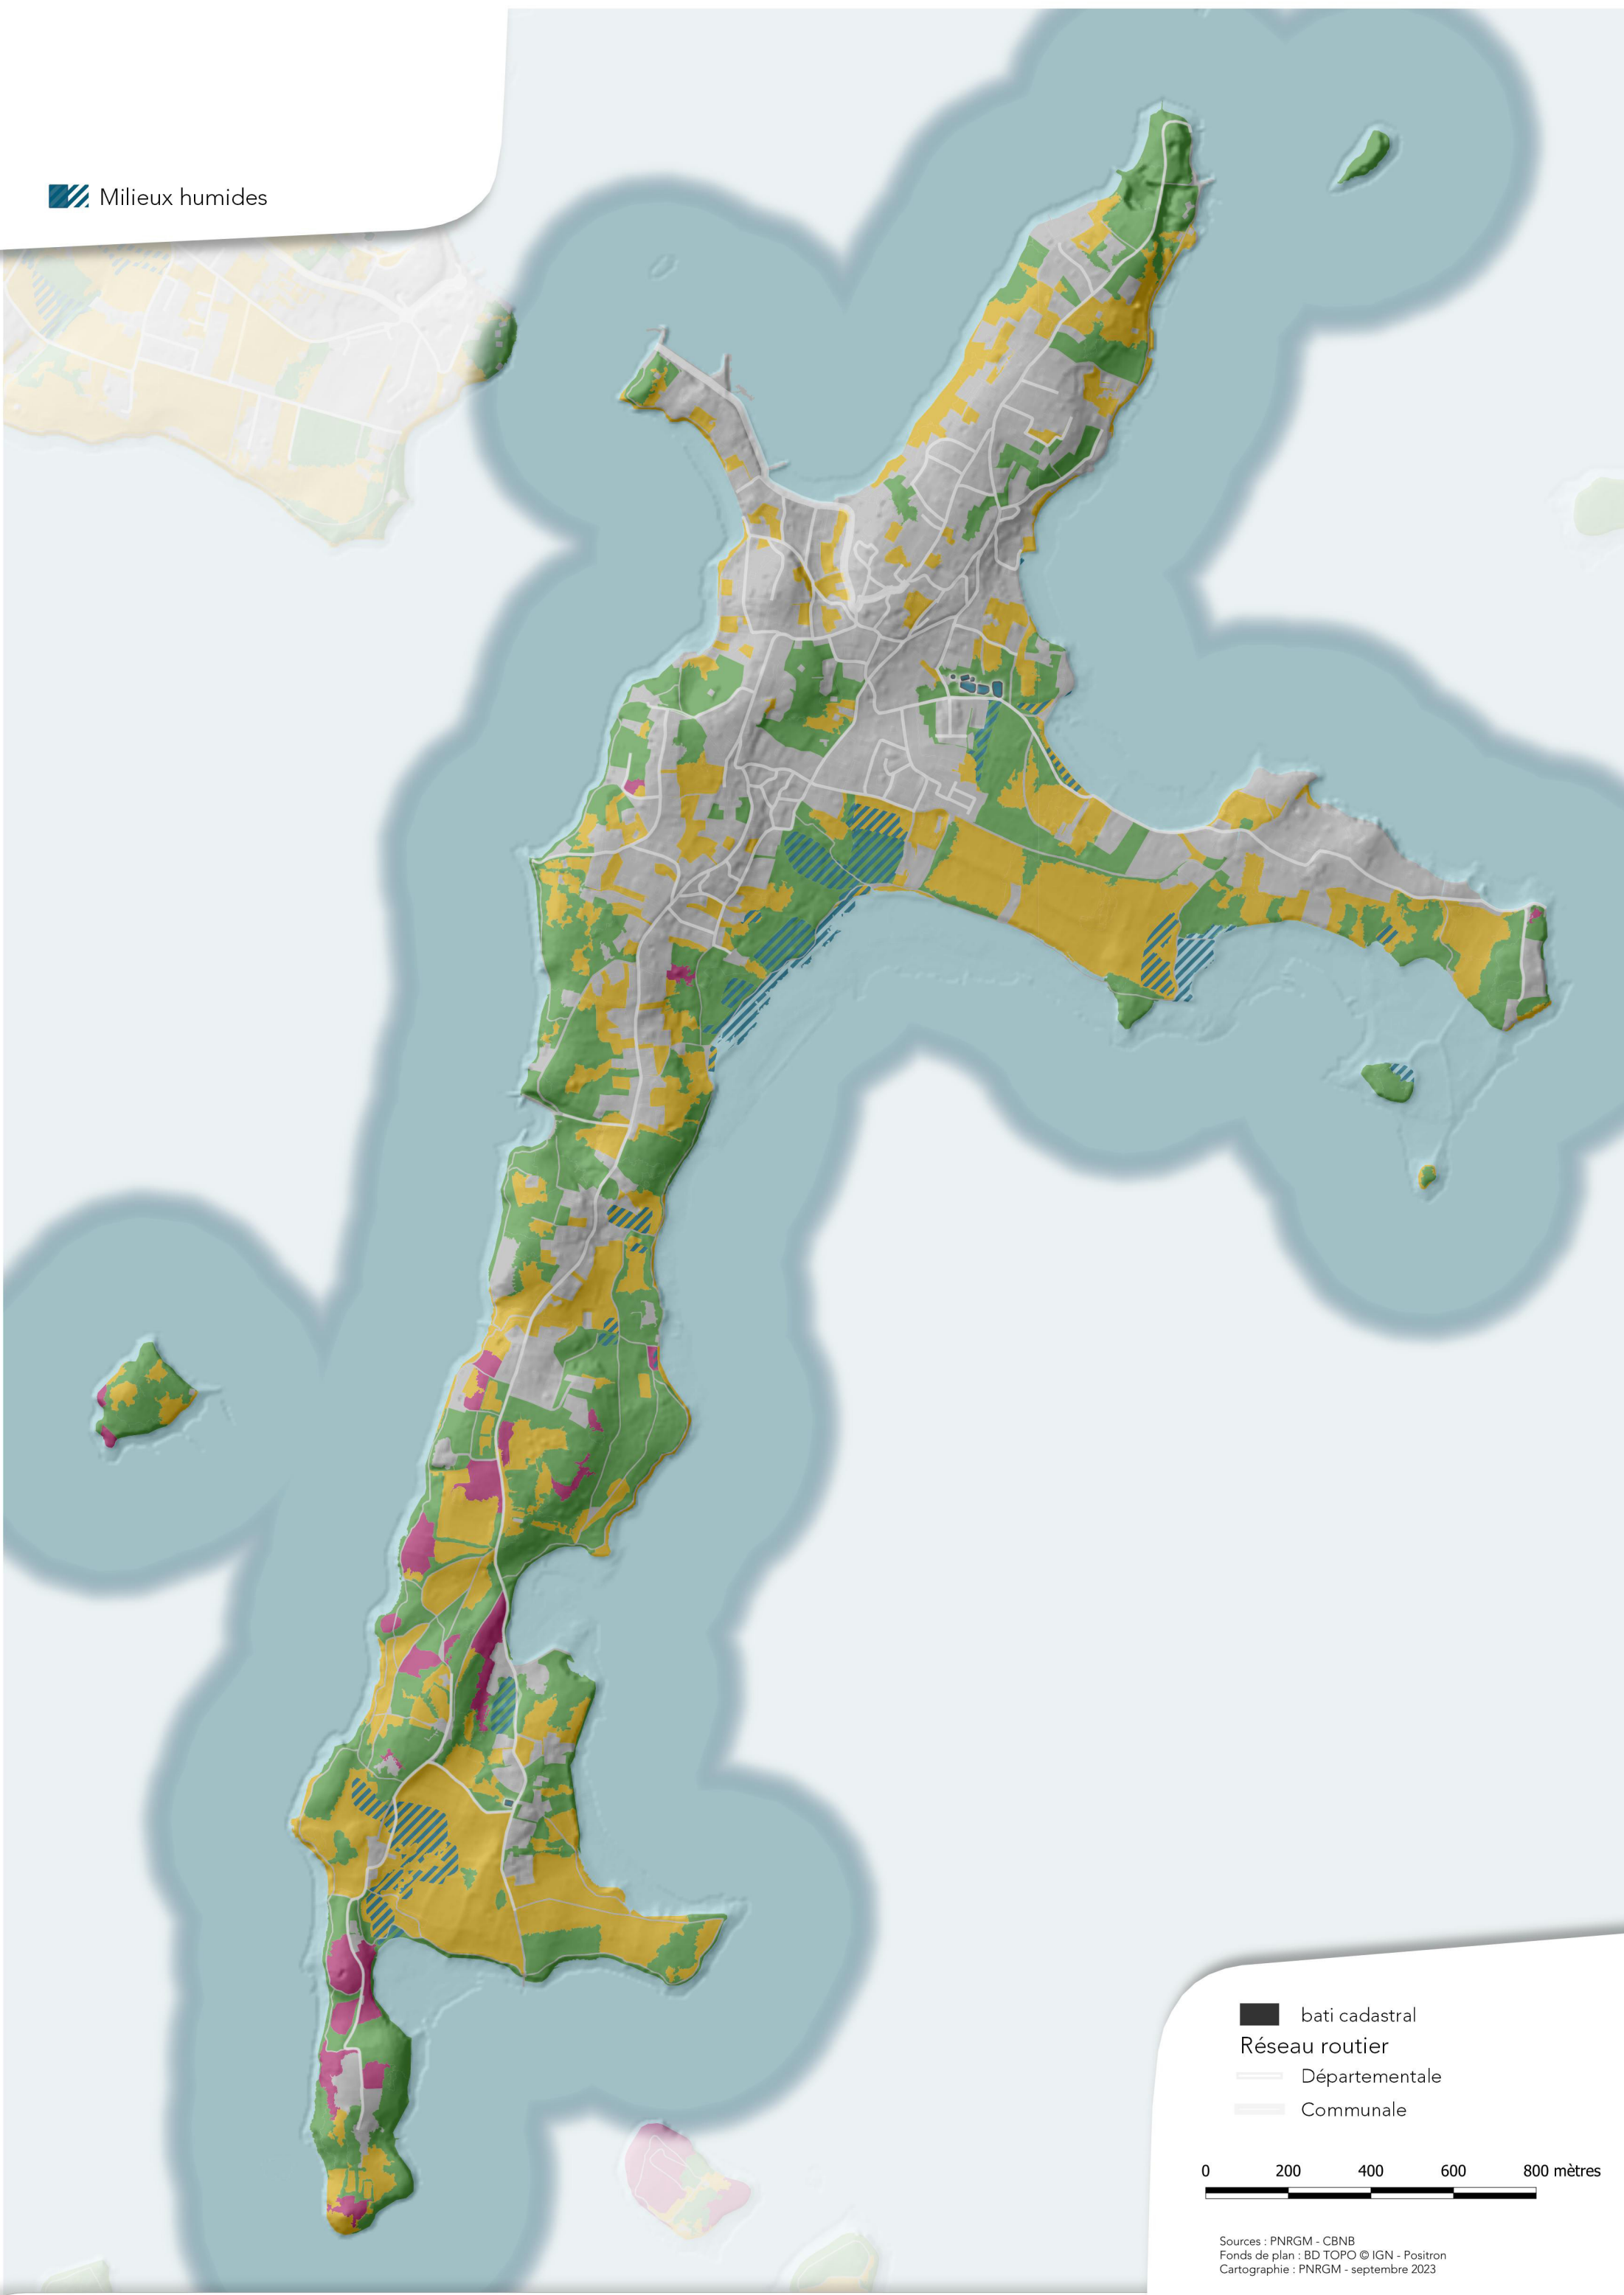 Milieux humides
bati cadastral
Réseau routier
Départementale
Communale
0 200 400 600 800 mètres
Sources : PNRGM - CBNB
Fonds de plan : BD TOPO © IGN - Positron
Cartographie : PNRGM - septembre 2023